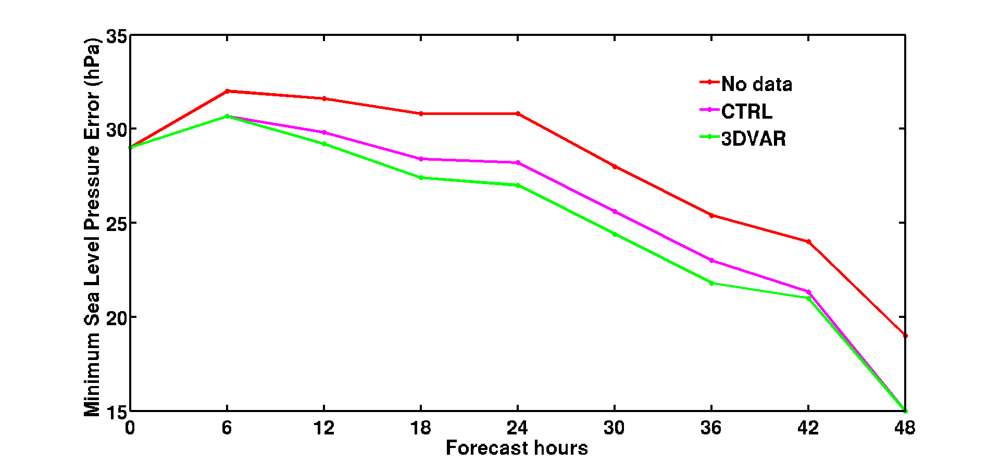 Minimum Sea Level Pressure Error (hPa)
35
30
25
20
15
No data
CTRL
3DVAR
0 6 12 18 24 30 36 42 48
Forecast hours